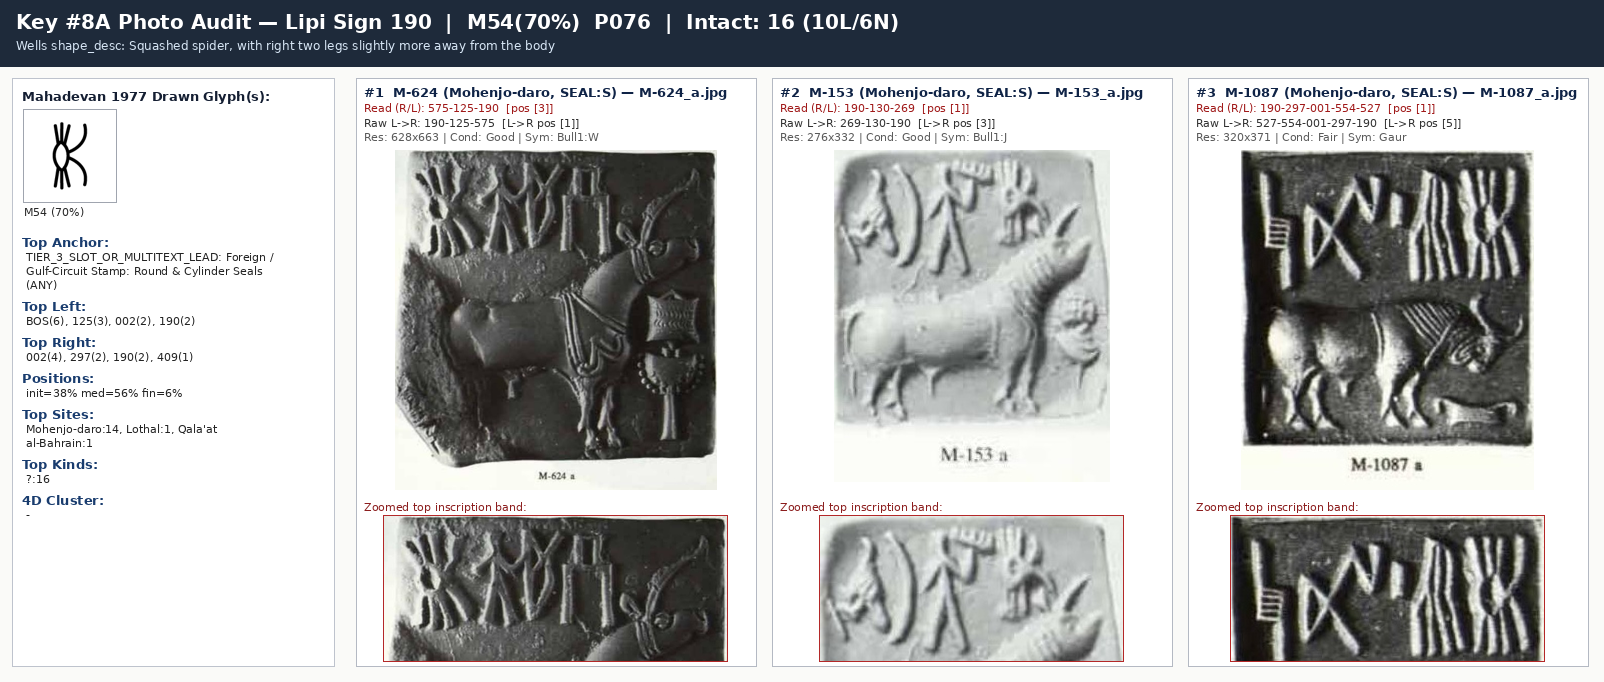 Key #8A Photo Audit — Lipi Sign 190 | M54(70%) P076 | Intact: 16 (10L/6N)
Wells shape_desc: Squashed spider, with right two legs slightly more away from the body
Mahadevan 1977 Drawn Glyph(s):
M54 (70%)
Top Anchor:
TIER_3_SLOT_OR_MULTITEXT_LEAD: Foreign /
Gulf-Circuit Stamp: Round & Cylinder Seals
(ANY)
Top Left:
BOS(6), 125(3), 002(2), 190(2)
Top Right:
002(4), 297(2), 190(2), 409(1)
Positions:
init=38% med=56% fin=6%
Top Sites:
Mohenjo-daro:14, Lothal:1, Qala'at
al-Bahrain:1
Top Kinds:
?:16
4D Cluster:
-
#1 M-624 (Mohenjo-daro, SEAL:S) — M-624_a.jpg
Read (R/L): 575-125-190 [pos [3]]
Raw L->R: 190-125-575 [L->R pos [1]]
Res: 628x663 | Cond: Good | Sym: Bull1:W
M-624 a
Zoomed top inscription band:
#2 M-153 (Mohenjo-daro, SEAL:S) — M-153_a.jpg
Read (R/L): 190-130-269 [pos [1]]
Raw L->R: 269-130-190 [L->R pos [3]]
Res: 276x332 | Cond: Good | Sym: Bull1:J
M-153 a
Zoomed top inscription band:
#3 M-1087 (Mohenjo-daro, SEAL:S) — M-1087_a.jpg
Read (R/L): 190-297-001-554-527 [pos [1]]
Raw L->R: 527-554-001-297-190 [L->R pos [5]]
Res: 320x371 | Cond: Fair | Sym: Gaur
M-1087 a
Zoomed top inscription band: